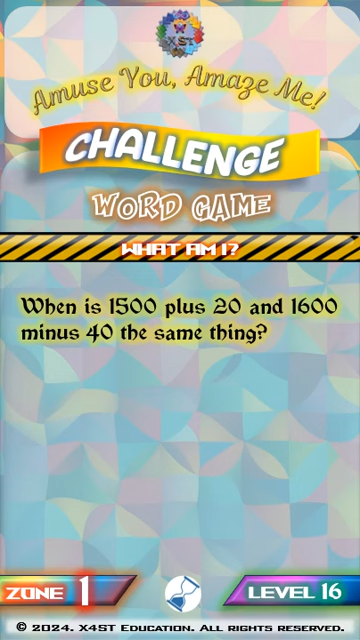 X4ST
Amuse You, Amaze Me!
CHALLENGE
WORD GAME
WHAT AM I?
When is 1500 plus 20 and 1600
minus 40 the same thing?
ZONE 1
LEVEL 16
© 2024. X4ST Education. All rights reserved.